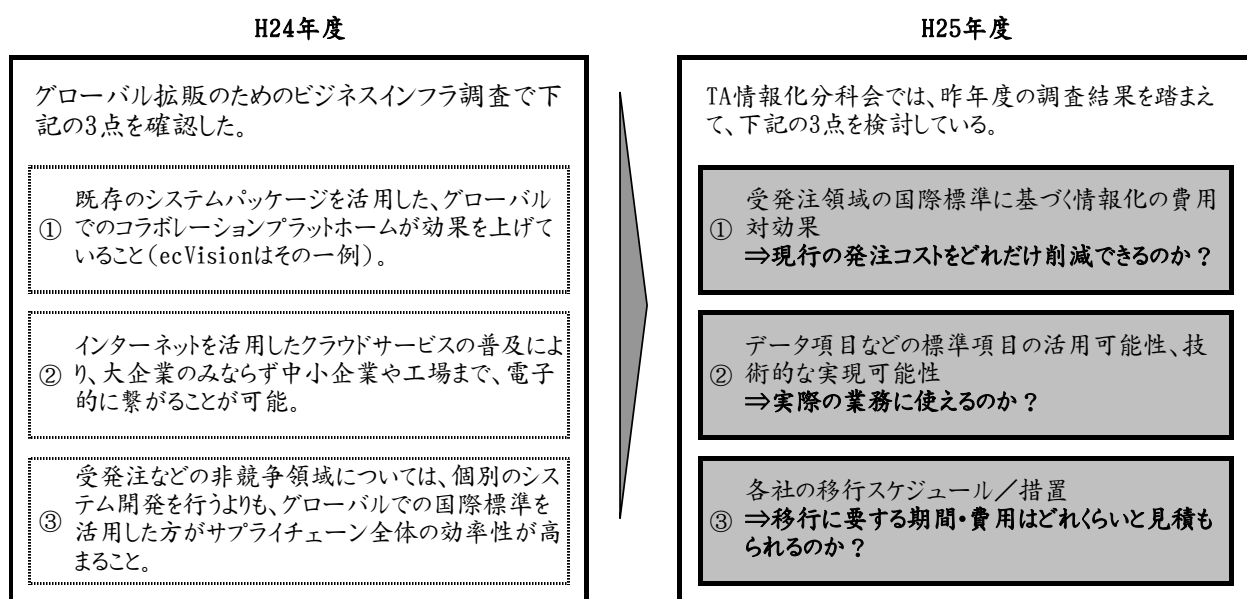 H24年度
グローバル拡販のためのビジネスインフラ調査で下
記の3点を確認した。
既存のシステムパッケージを活用した、グローバル
① でのコラボレーションプラットホームが効果を上げて
いること(ecVisionはその一例)。
インターネットを活用したクラウドサービスの普及によ
② り、大企業のみならず中小企業や工場まで、電子
的に繋がることが可能。
受発注などの非競争領域については、個別のシス
テム開発を行うよりも、グローバルでの国際標準を
③ 活用した方がサプライチェーン全体の効率性が高
まること。
H25年度
TA情報化分科会では、昨年度の調査結果を踏まえ
て、下記の3点を検討している。
受発注領域の国際標準に基づく情報化の費用
① 対効果
⇒現行の発注コストをどれだけ削減できるのか？
データ項目などの標準項目の活用可能性、技
② 術的な実現可能性
⇒実際の業務に使えるのか？
各社の移行スケジュール／措置
③ ⇒移行に要する期間・費用はどれくらいと見積も
られるのか？